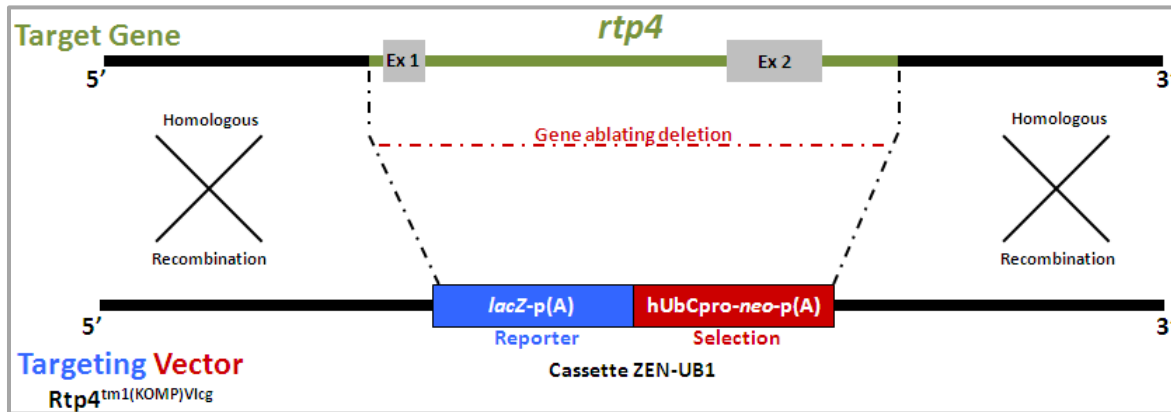 Target Gene
rtp4
Ex 1
Ex 2
5’
3’
Homologous
Homologous
Gene ablating deletion
Recombination
Recombination
lacZ-p(A)
hUbCpro-neo-p(A)
5’
3’
Reporter
Selection
Targeting Vector
Cassette ZEN-UB1
Rtp4tm1(KOMP)Vlcg